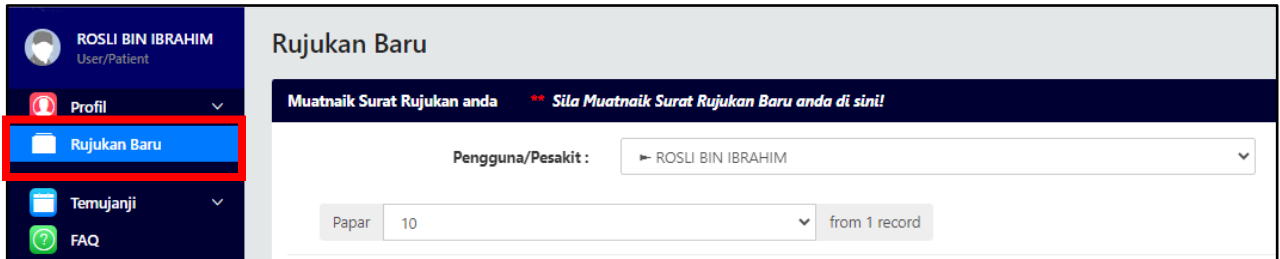 ROSLI BIN IBRAHIM
User/Patient
Profil
Rujukan Baru
Temujanji
FAQ
Rujukan Baru
Muatnaik Surat Rujukan anda ** Sila Muatnaik Surat Rujukan Baru anda di sini!
Pengguna/Pesakit : ► ROSLI BIN IBRAHIM
Papar 10 from 1 record